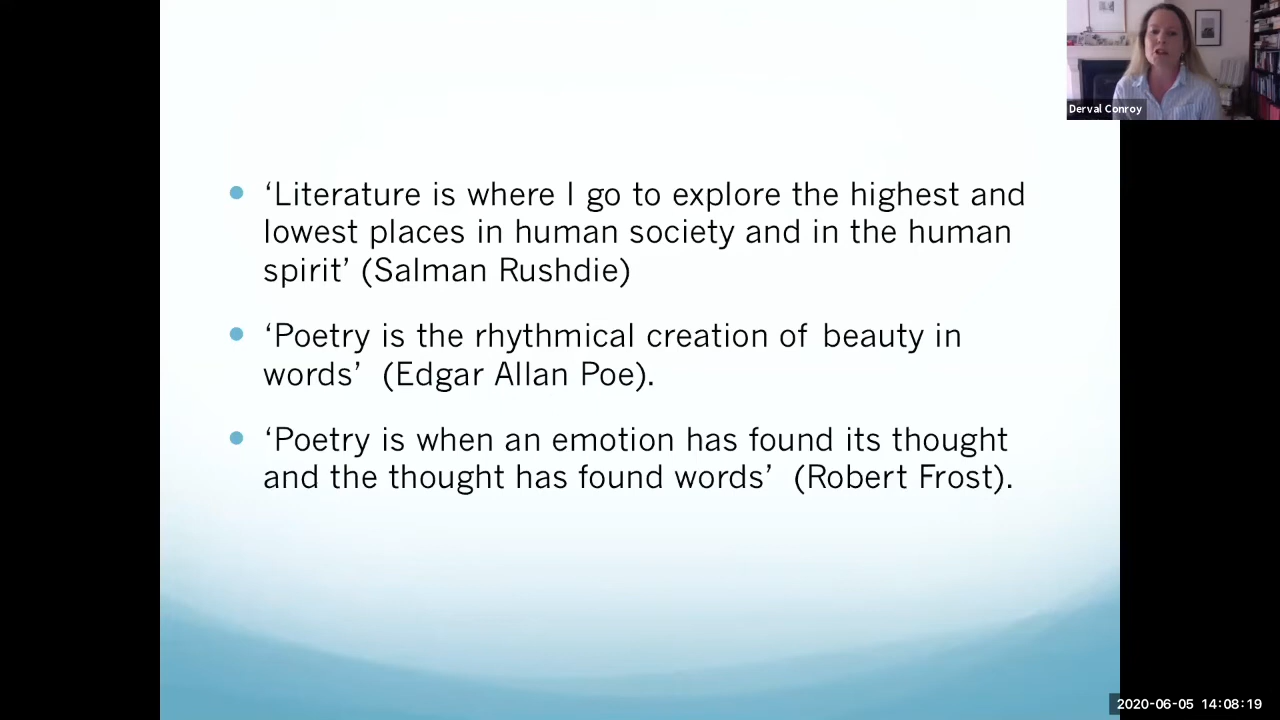 Derval Conroy
• ‘Literature is where I go to explore the highest and
lowest places in human society and in the human
spirit’ (Salman Rushdie)
• ‘Poetry is the rhythmical creation of beauty in
words’  (Edgar Allan Poe).
• ‘Poetry is when an emotion has found its thought
and the thought has found words’  (Robert Frost).
2020-06-05 14:08:19